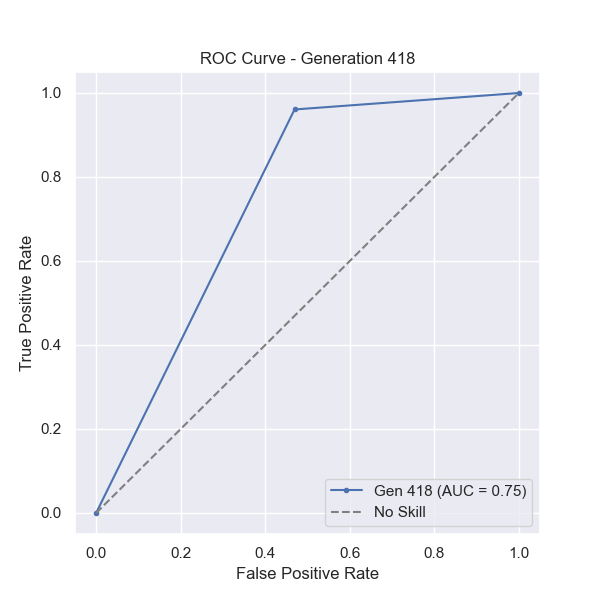 ROC Curve - Generation 418
1.0
0.8
0.6
0.4
0.2
0.0
True Positive Rate
Gen 418 (AUC = 0.75)
No Skill
0.0 0.2 0.4 0.6 0.8 1.0
False Positive Rate